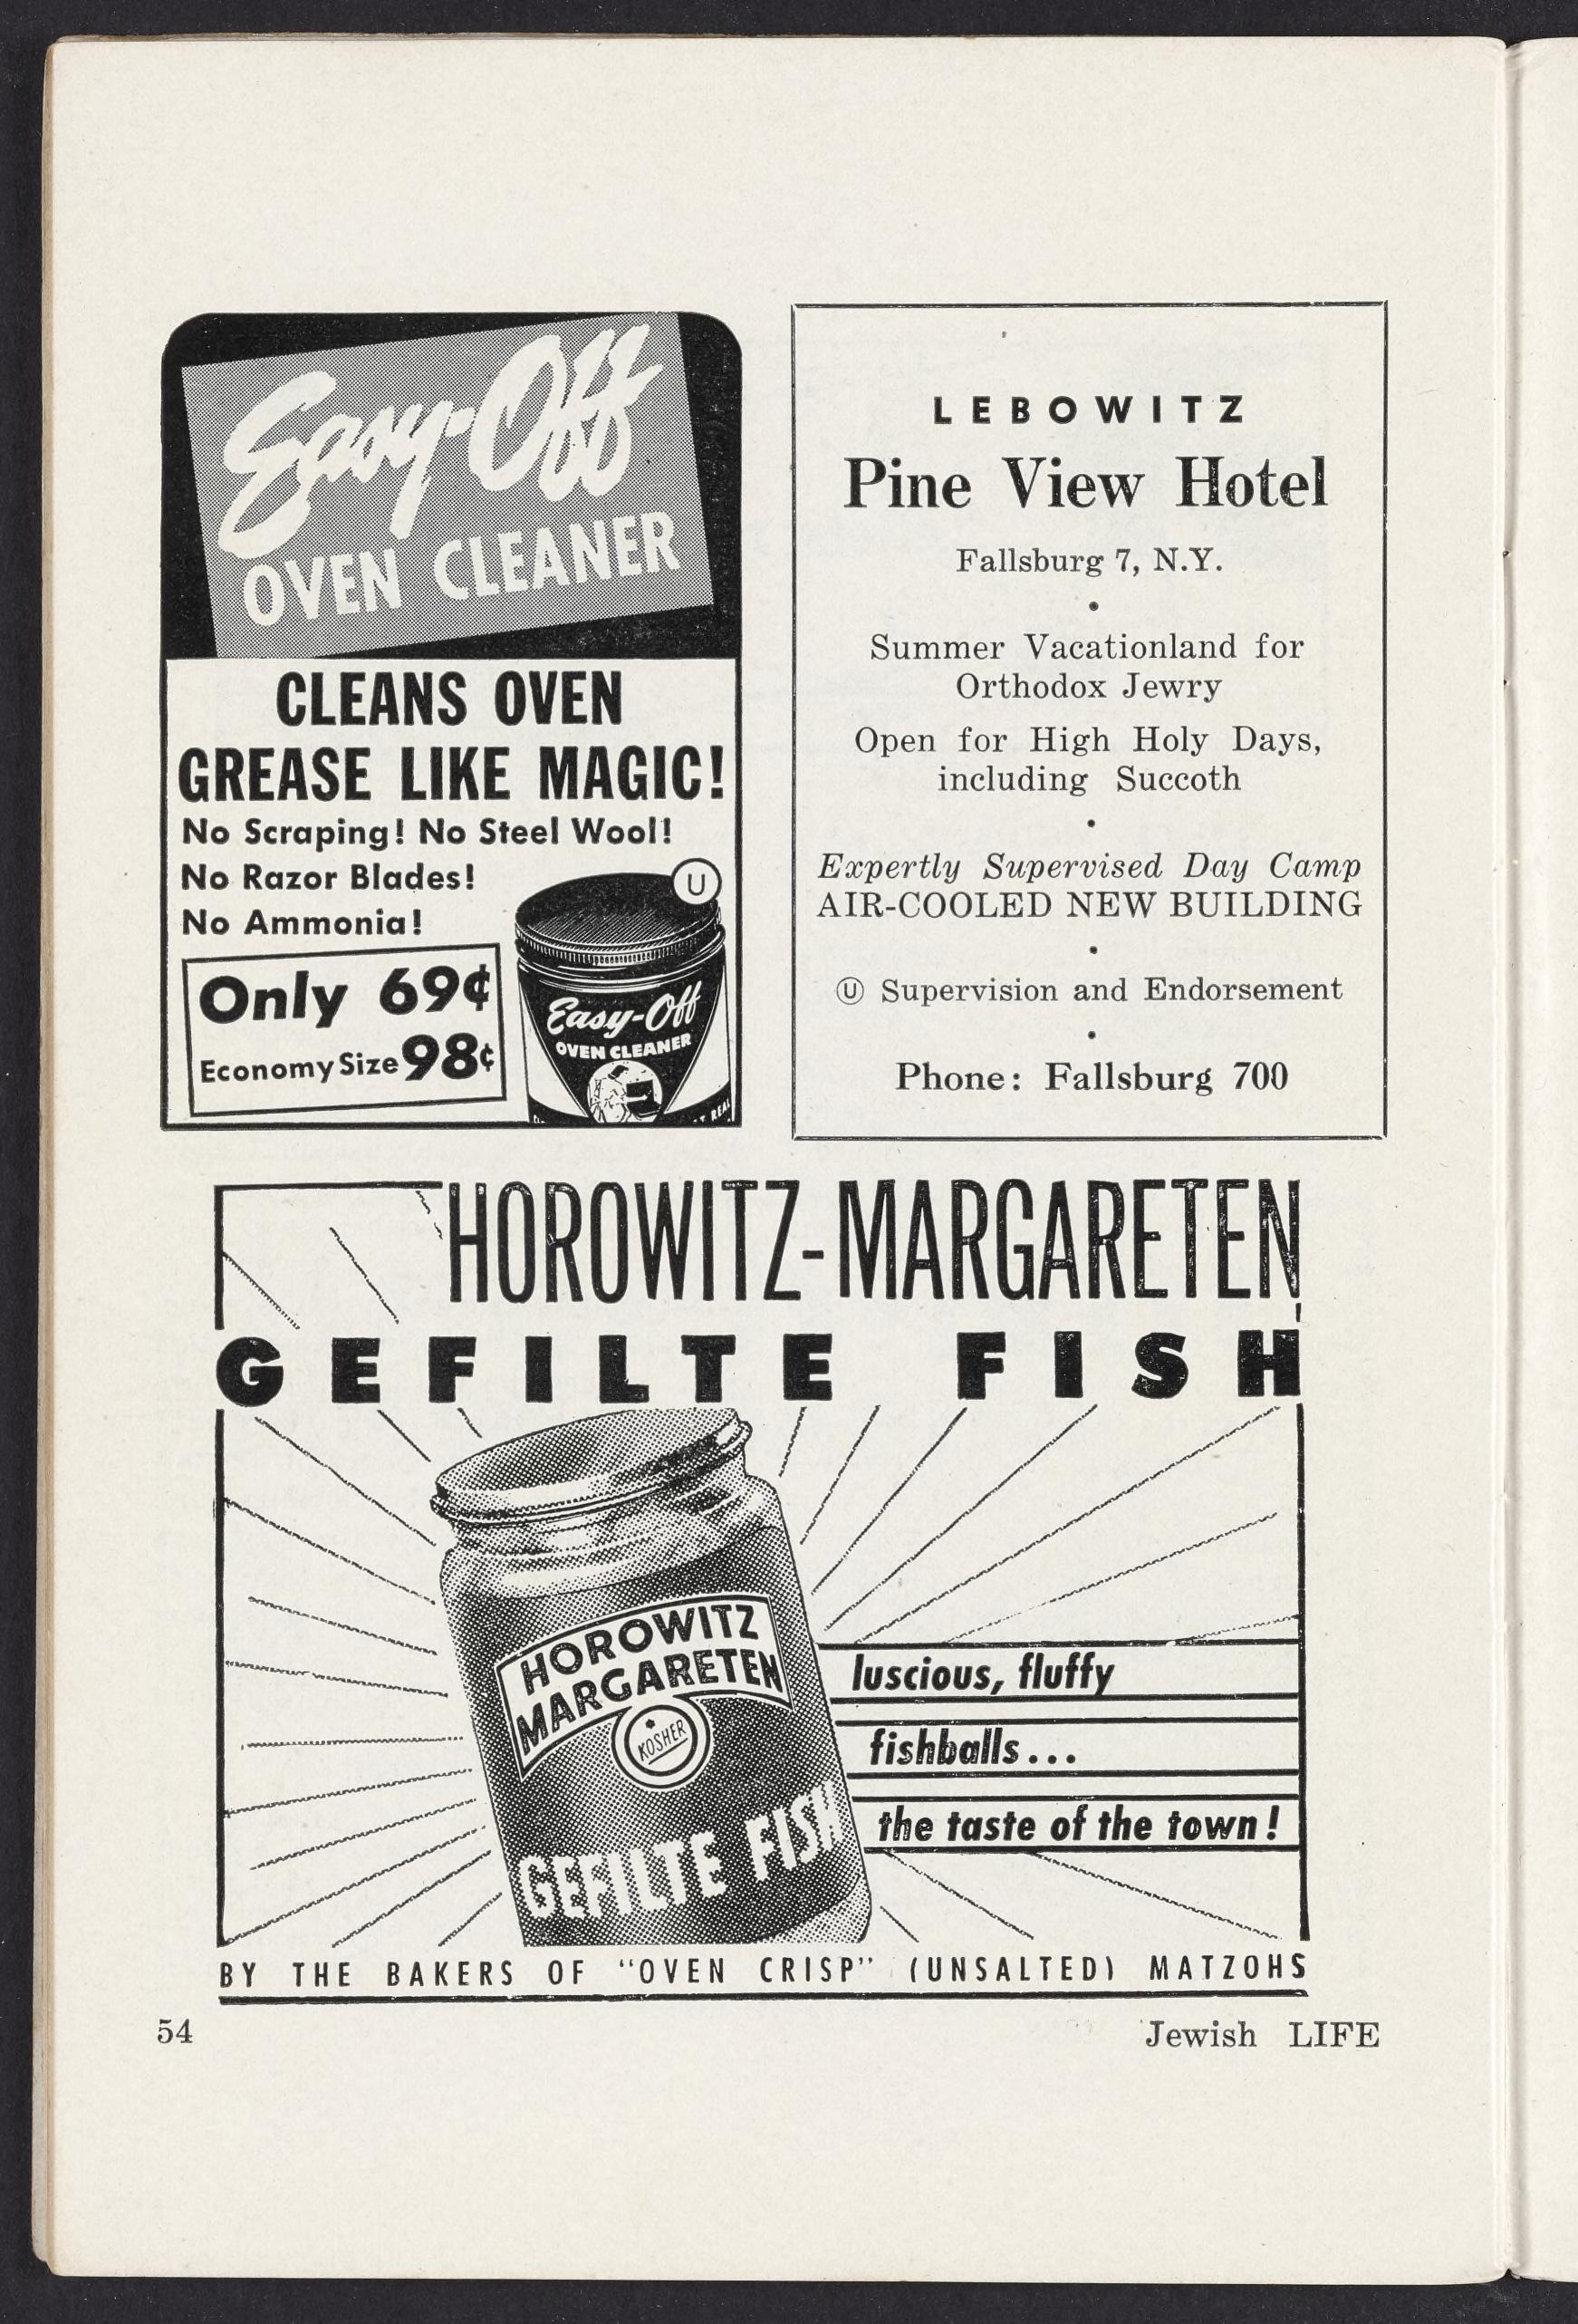 Easy-Off
OVEN CLEANER
CLEANS OVEN
GREASE LIKE MAGIC!
No Scraping! No Steel Wool!
No Razor Blades!
No Ammonia!
Only 69¢
Economy Size 98¢
U
Easy-Off
OVEN CLEANER
LEBOWITZ
Pine View Hotel
Fallsburg 7, N.Y.
•
Summer Vacationland for
Orthodox Jewry
Open for High Holy Days,
including Succoth
•
Expertly Supervised Day Camp
AIR-COOLED NEW BUILDING
•
Ⓤ Supervision and Endorsement
•
Phone: Fallsburg 700
HOROWITZ-MARGARETEN
GEFILTE FISH
HOROWITZ
MARGARETEN
KOSHER
GEFILTE FISH
luscious, fluffy
fishballs...
the taste of the town!
BY THE BAKERS OF "OVEN CRISP" (UNSALTED) MATZOHS
54
Jewish LIFE